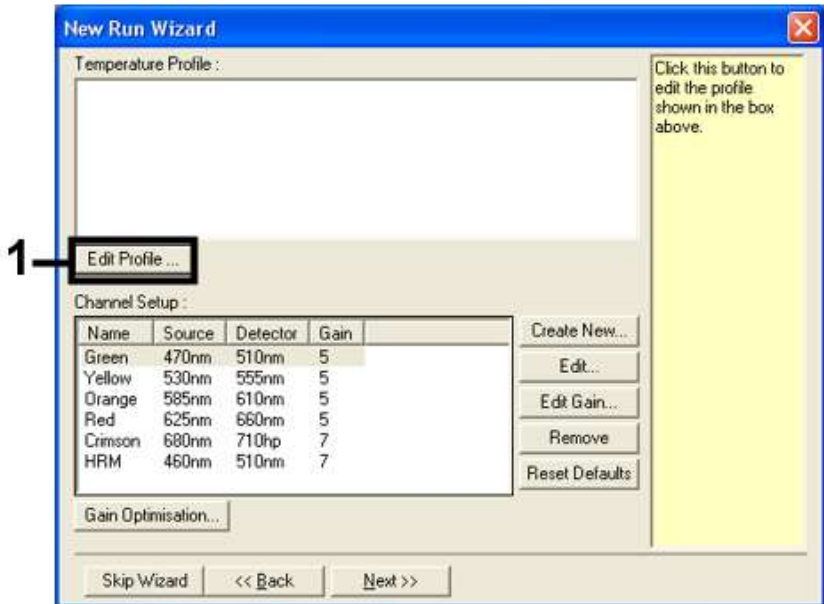 New Run Wizard
Temperature Profile :
Click this button to
edit the profile
shown in the box
above.
1
Edit Profile ...
Channel Setup :
Name Source Detector Gain
Green 470nm 510nm 5
Yellow 530nm 555nm 5
Orange 585nm 610nm 5
Red 625nm 660nm 5
Crimson 680nm 710hp 7
HRM 460nm 510nm 7
Create New...
Edit...
Edit Gain...
Remove
Reset Defaults
Gain Optimisation...
Skip Wizard << Back Next >>